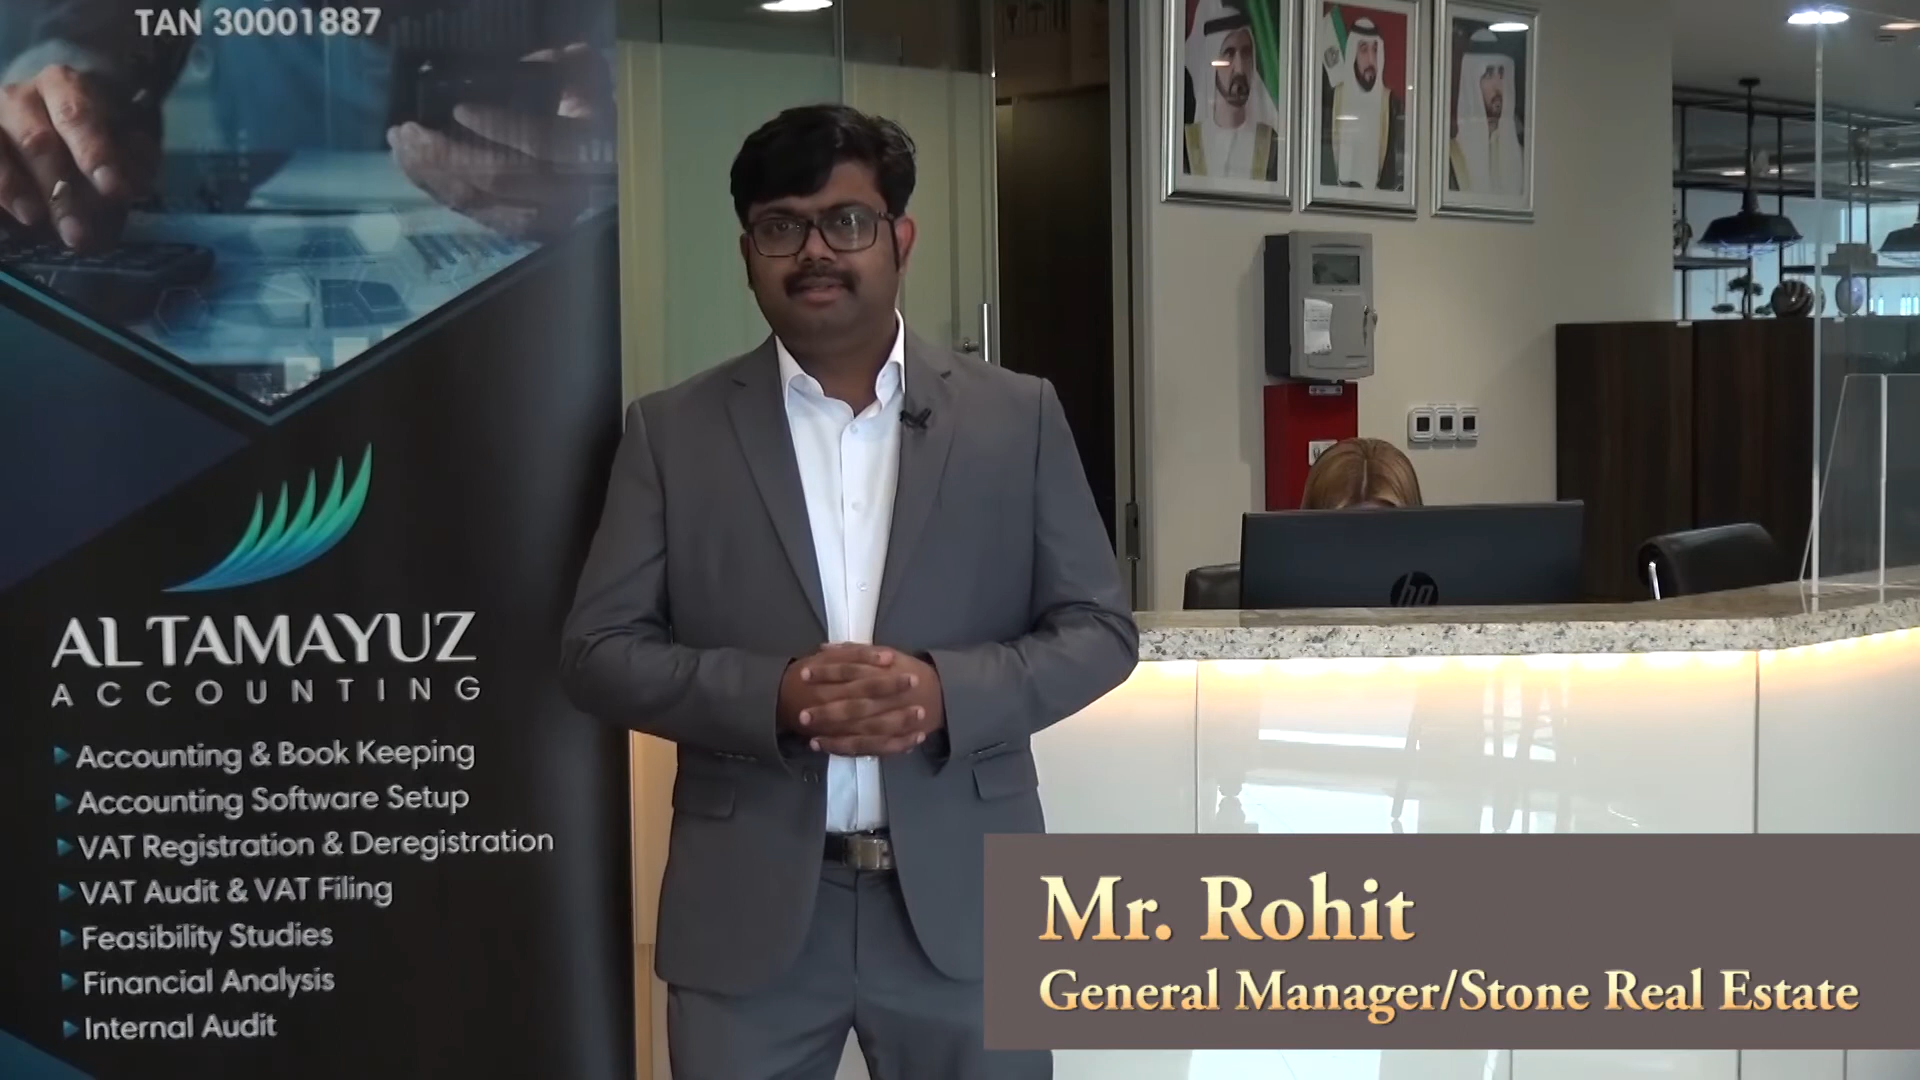 TAN 30001887
AL TAMAYUZ
ACCOUNTING
Accounting & Book Keeping
Accounting Software Setup
VAT Registration & Deregistration
VAT Audit & VAT Filing
Feasibility Studies
Financial Analysis
Internal Audit
hp
Mr. Rohit
General Manager/Stone Real Estate